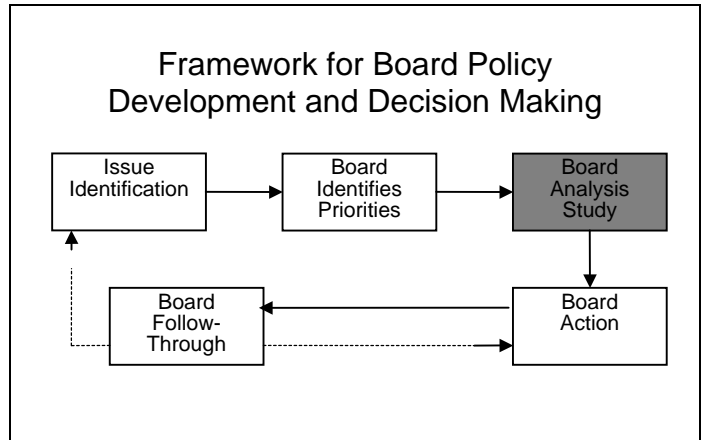 Framework for Board Policy
Development and Decision Making
Issue
Identification
Board
Identifies
Priorities
Board
Analysis
Study
Board
Follow-
Through
Board
Action